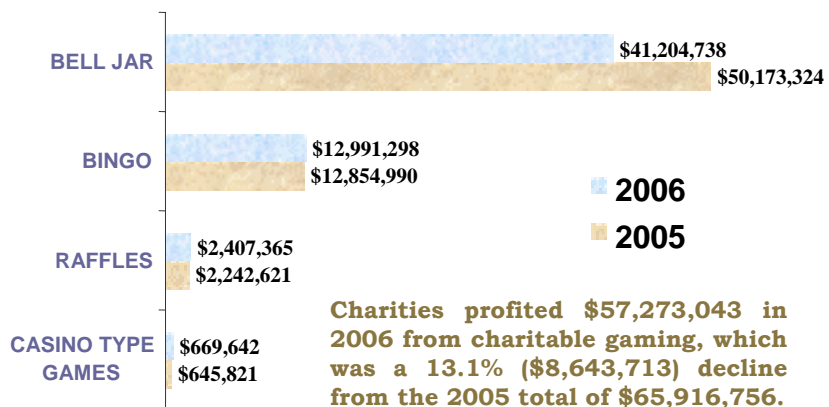 BELL JAR
$41,204,738
$50,173,324
BINGO
$12,991,298
$12,854,990
2006
2005
RAFFLES
$2,407,365
$2,242,621
CASINO TYPE
GAMES
$669,642
$645,821
Charities profited $57,273,043 in
2006 from charitable gaming, which
was a 13.1% ($8,643,713) decline
from the 2005 total of $65,916,756.